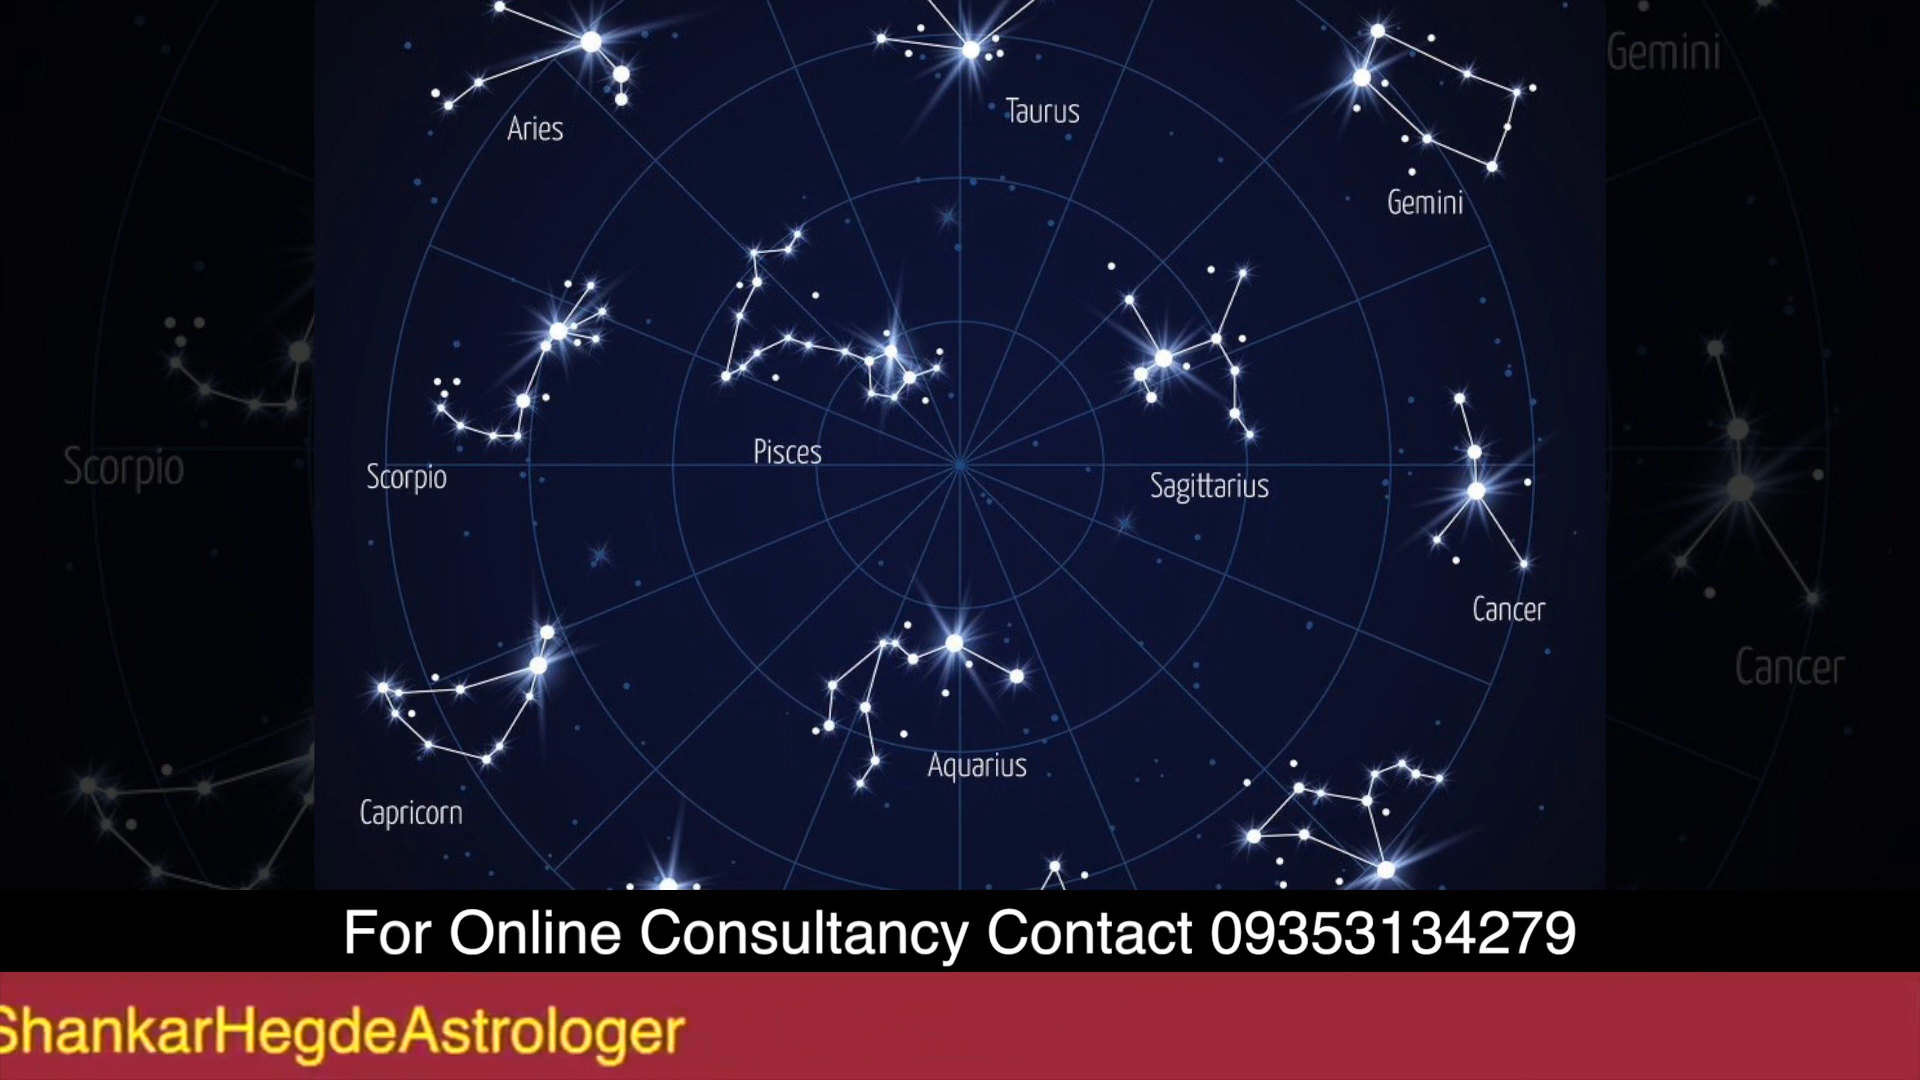 Gemini
Taurus
Aries
Gemini
Pisces
Scorpio
Scorpio
Sagittarius
Cancer
Cancer
Aquarius
Capricorn
For Online Consultancy Contact 09353134279
ShankarHegdeAstrologer